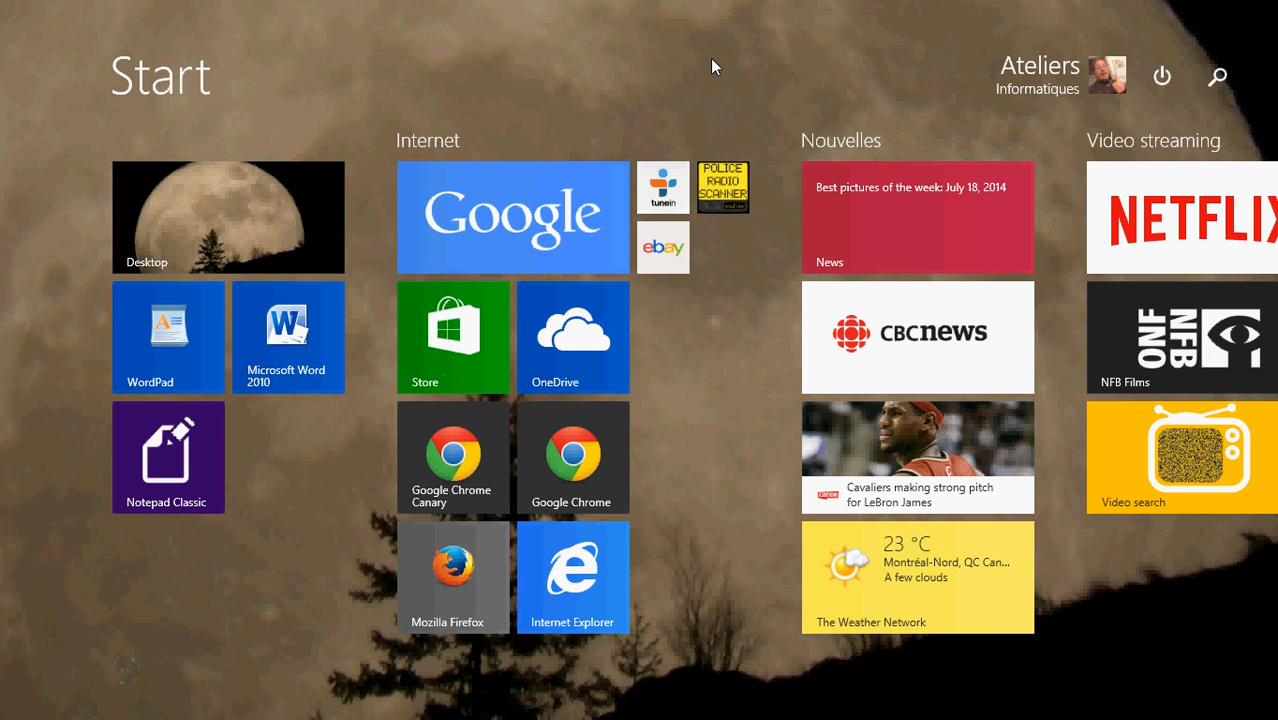 Start
Ateliers
Informatiques
Internet
Nouvelles
Video streaming
Desktop
Google
tunein
POLICE
RADIO
SCANNER
ebay
Best pictures of the week: July 18, 2014
News
NETFLIX
WordPad
Microsoft Word
2010
Store
OneDrive
CBCnews
ONF
NFB
NFB Films
Notepad Classic
Google Chrome
Canary
Google Chrome
canoe
Cavaliers making strong pitch
for LeBron James
Video search
Mozilla Firefox
Internet Explorer
23 °C
Montréal-Nord, QC Can...
A few clouds
The Weather Network